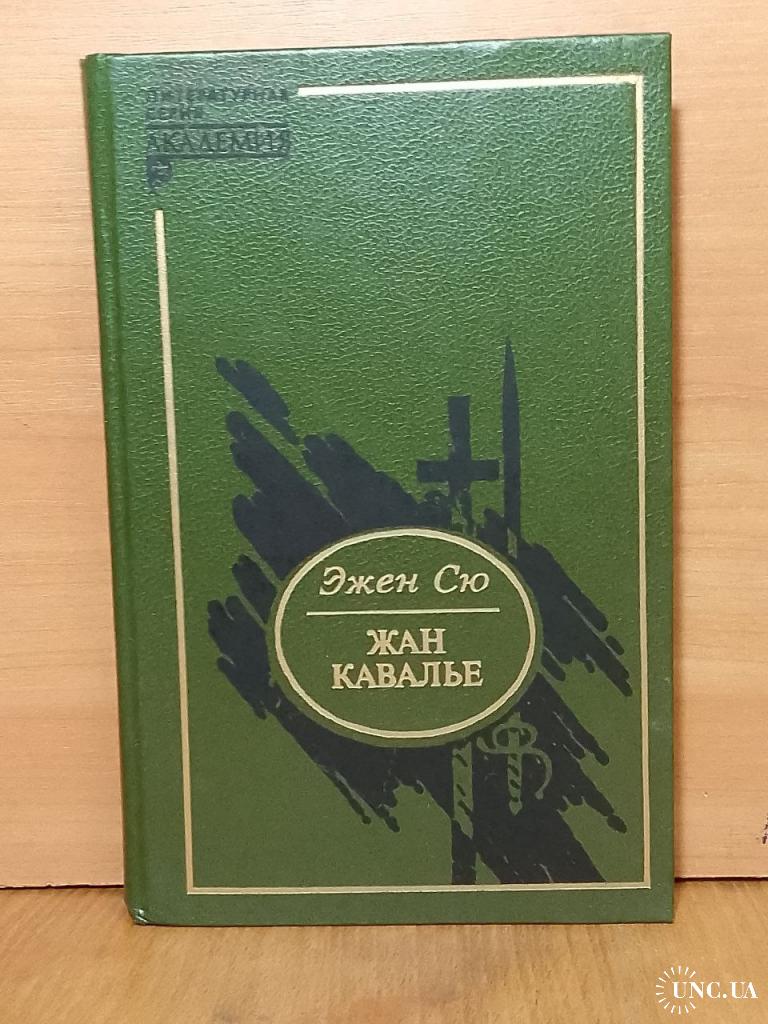 ЛИТЕРАТУРНАЯ
СЕРИЯ
АКАДЕМИЯ
Эжен Сю
ЖАН
КАВАЛЬЕ
UNC.UA